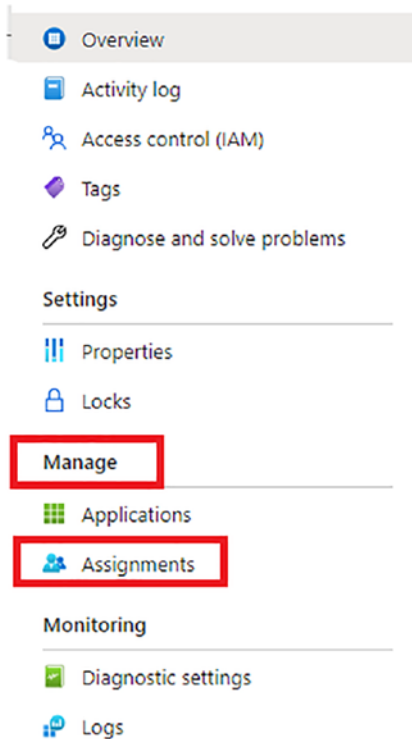 Overview
Activity log
Access control (IAM)
Tags
Diagnose and solve problems
Settings
Properties
Locks
Manage
Applications
Assignments
Monitoring
Diagnostic settings
Logs